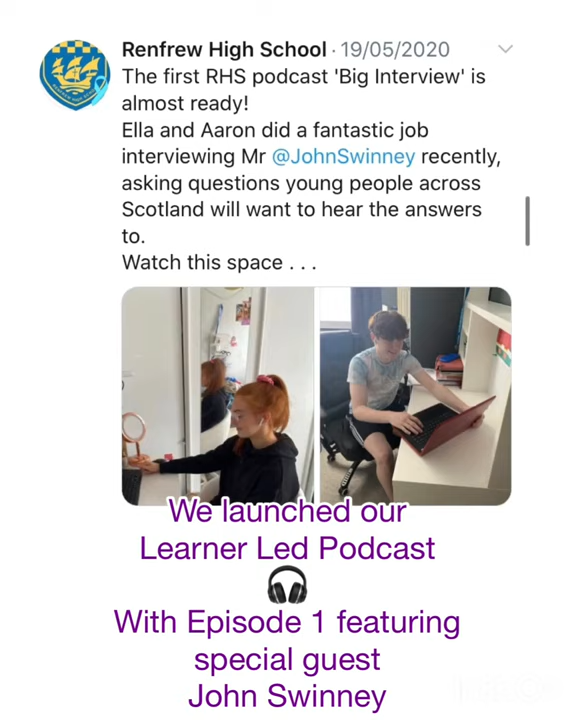 Renfrew High School · 19/05/2020
The first RHS podcast 'Big Interview' is
almost ready!
Ella and Aaron did a fantastic job
interviewing Mr @JohnSwinney recently,
asking questions young people across
Scotland will want to hear the answers
to.
Watch this space . . .
We launched our
Learner Led Podcast
With Episode 1 featuring
special guest
John Swinney